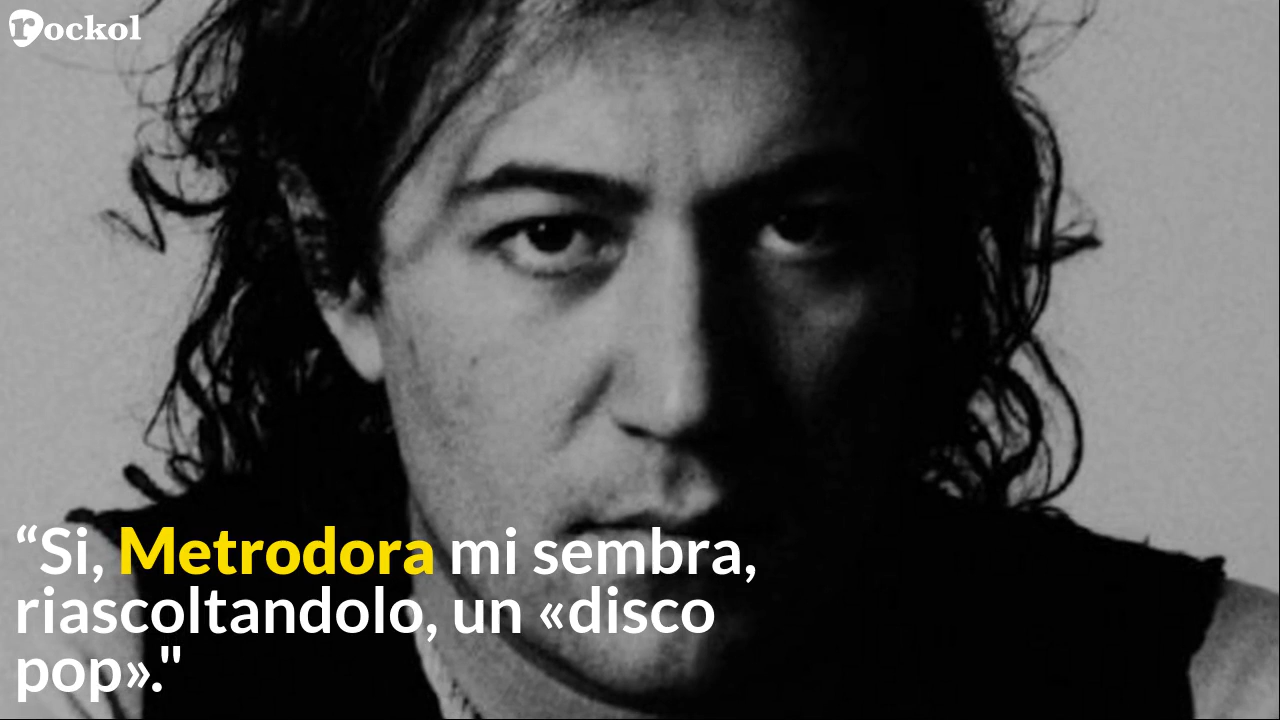 rockol
“Si, Metrodora mi sembra,
riascoltandolo, un «disco
pop»."